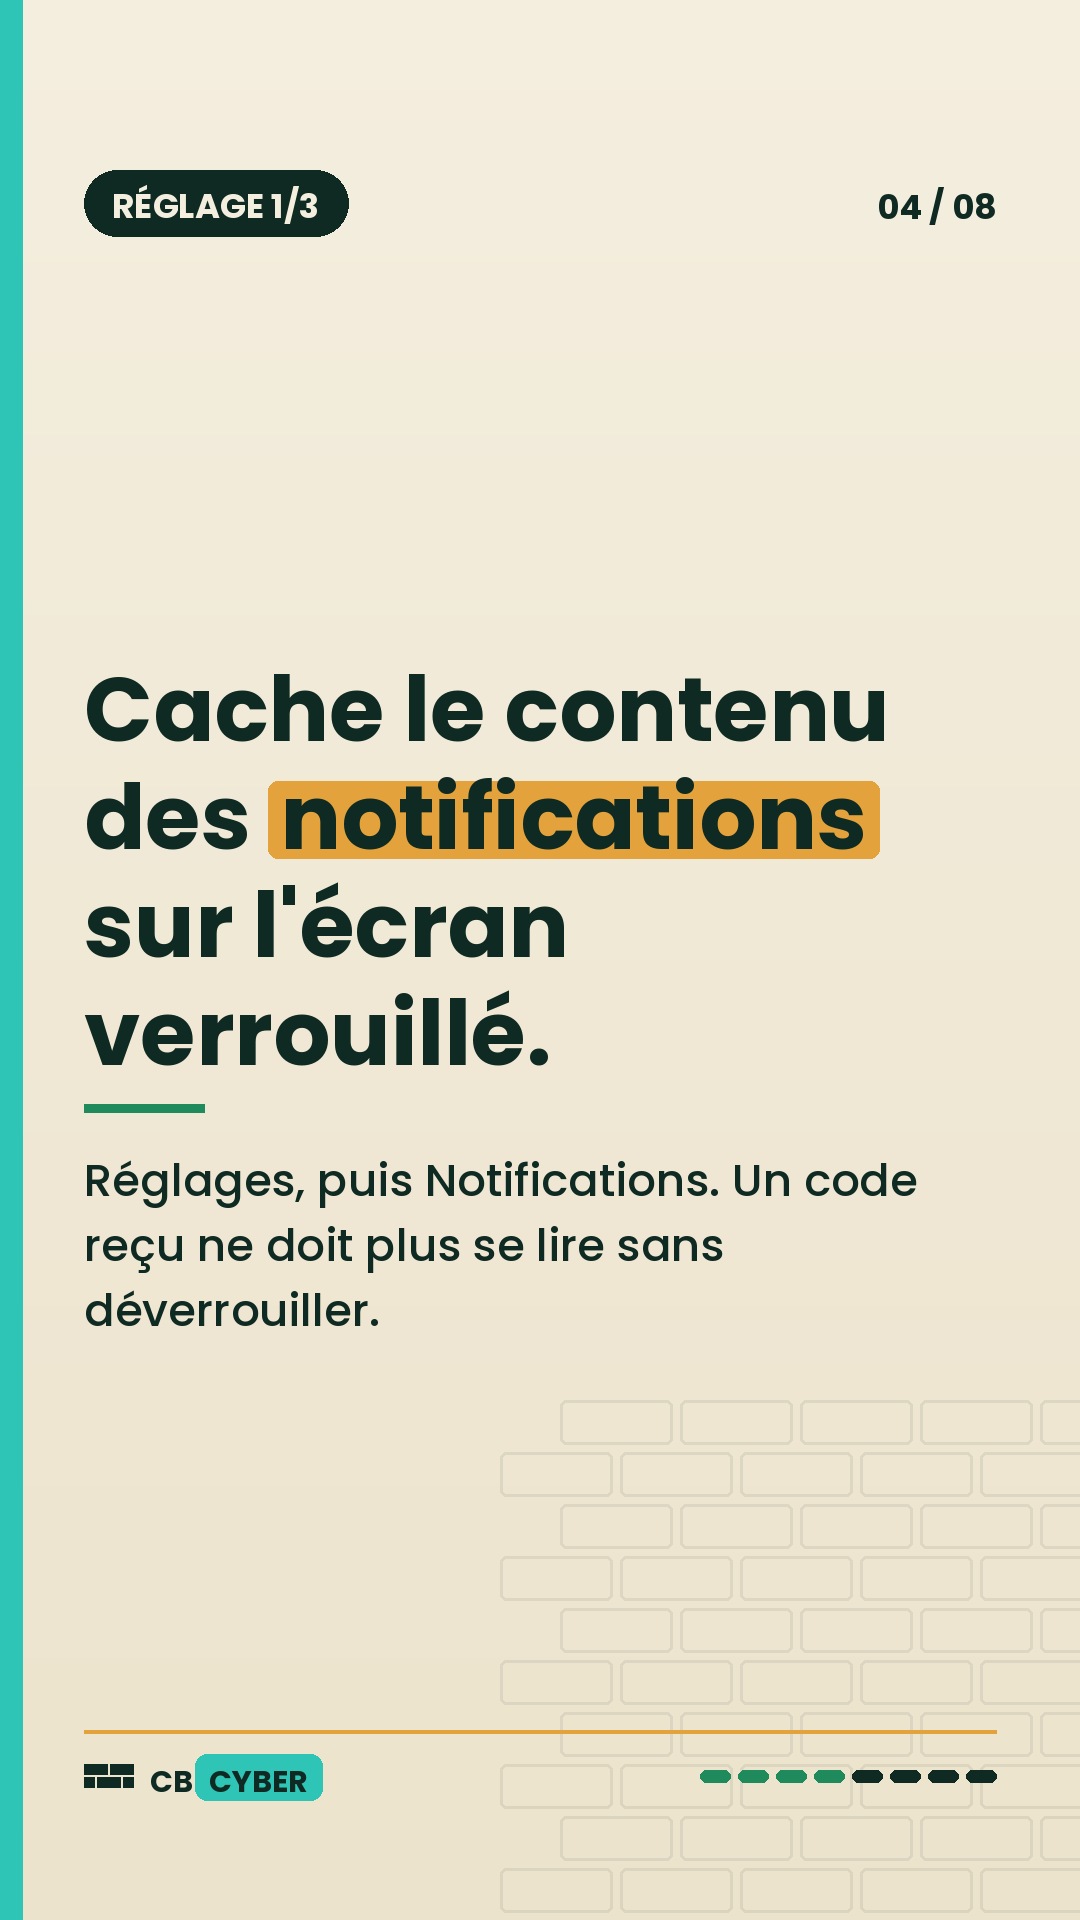 RÉGLAGE 1/3
04 / 08
Cache le contenu
des notifications
sur l'écran
verrouillé.
Réglages, puis Notifications. Un code
reçu ne doit plus se lire sans
déverrouiller.
CB CYBER